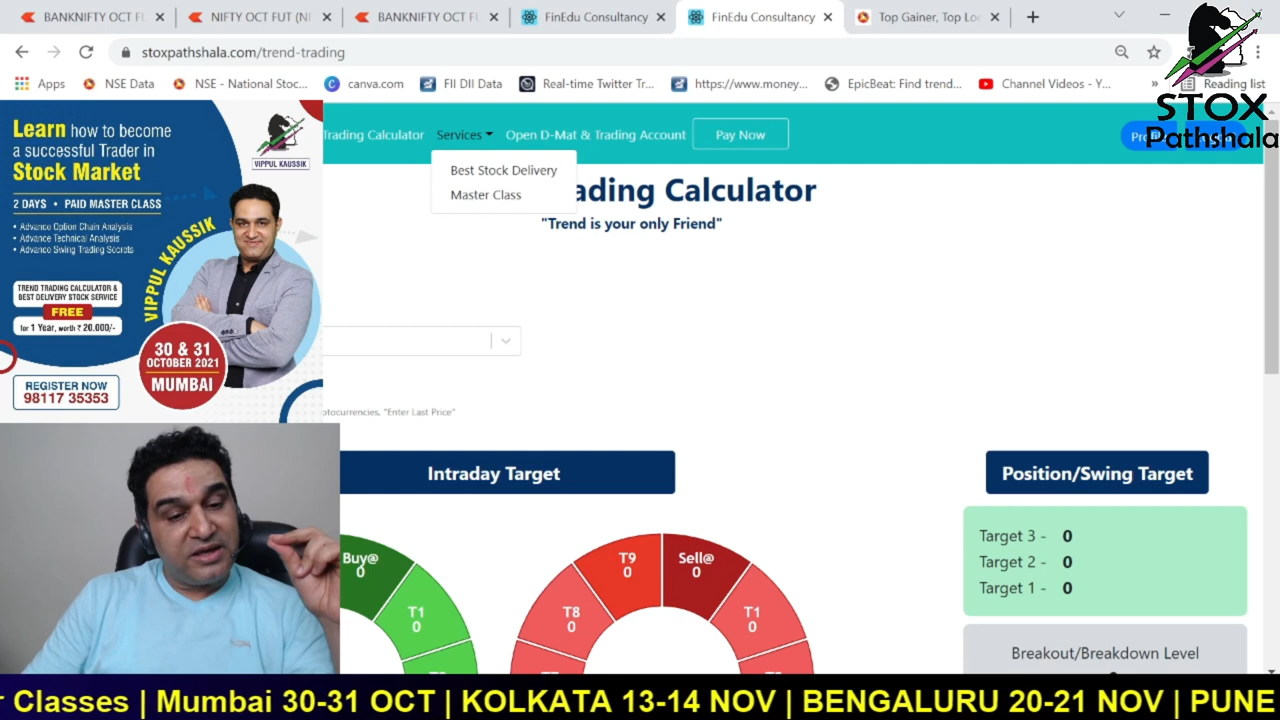 BANKNIFTY OCT FU
NIFTY OCT FUT (NI
BANKNIFTY OCT F
FinEdu Consultancy
FinEdu Consultancy
Top Gainer, Top Lo
stoxpathshala.com/trend-trading
Apps
NSE Data
NSE - National Stoc...
canva.com
FII DII Data
Real-time Twitter Tr...
https://www.money...
EpicBeat: Find trend...
Channel Videos - Y...
Reading list
STOX
Pathshala
Trading Calculator
Services
Open D-Mat & Trading Account
Pay Now
Best Stock Delivery
Master Class
ading Calculator
"Trend is your only Friend"
Learn how to become
a successful Trader in
Stock Market
2 DAYS • PAID MASTER CLASS
• Advance Option Chain Analysis
• Advance Technical Analysis
• Advance Swing Trading Secrets
VIPPUL KAUSSIK
VIPPUL KAUSSIK
TREND TRADING CALCULATOR &
BEST DELIVERY STOCK SERVICE
FREE
for 1 Year, worth ₹ 20,000/-
30 & 31
OCTOBER 2021
MUMBAI
REGISTER NOW
98117 35353
ptocurrencies, "Enter Last Price"
Intraday Target
Position/Swing Target
Buy@
0
T1
0
T9
0
Sell@
0
T8
0
T1
0
Target 3 - 0
Target 2 - 0
Target 1 - 0
Breakout/Breakdown Level
r Classes | Mumbai 30-31 OCT | KOLKATA 13-14 NOV | BENGALURU 20-21 NOV | PUNE